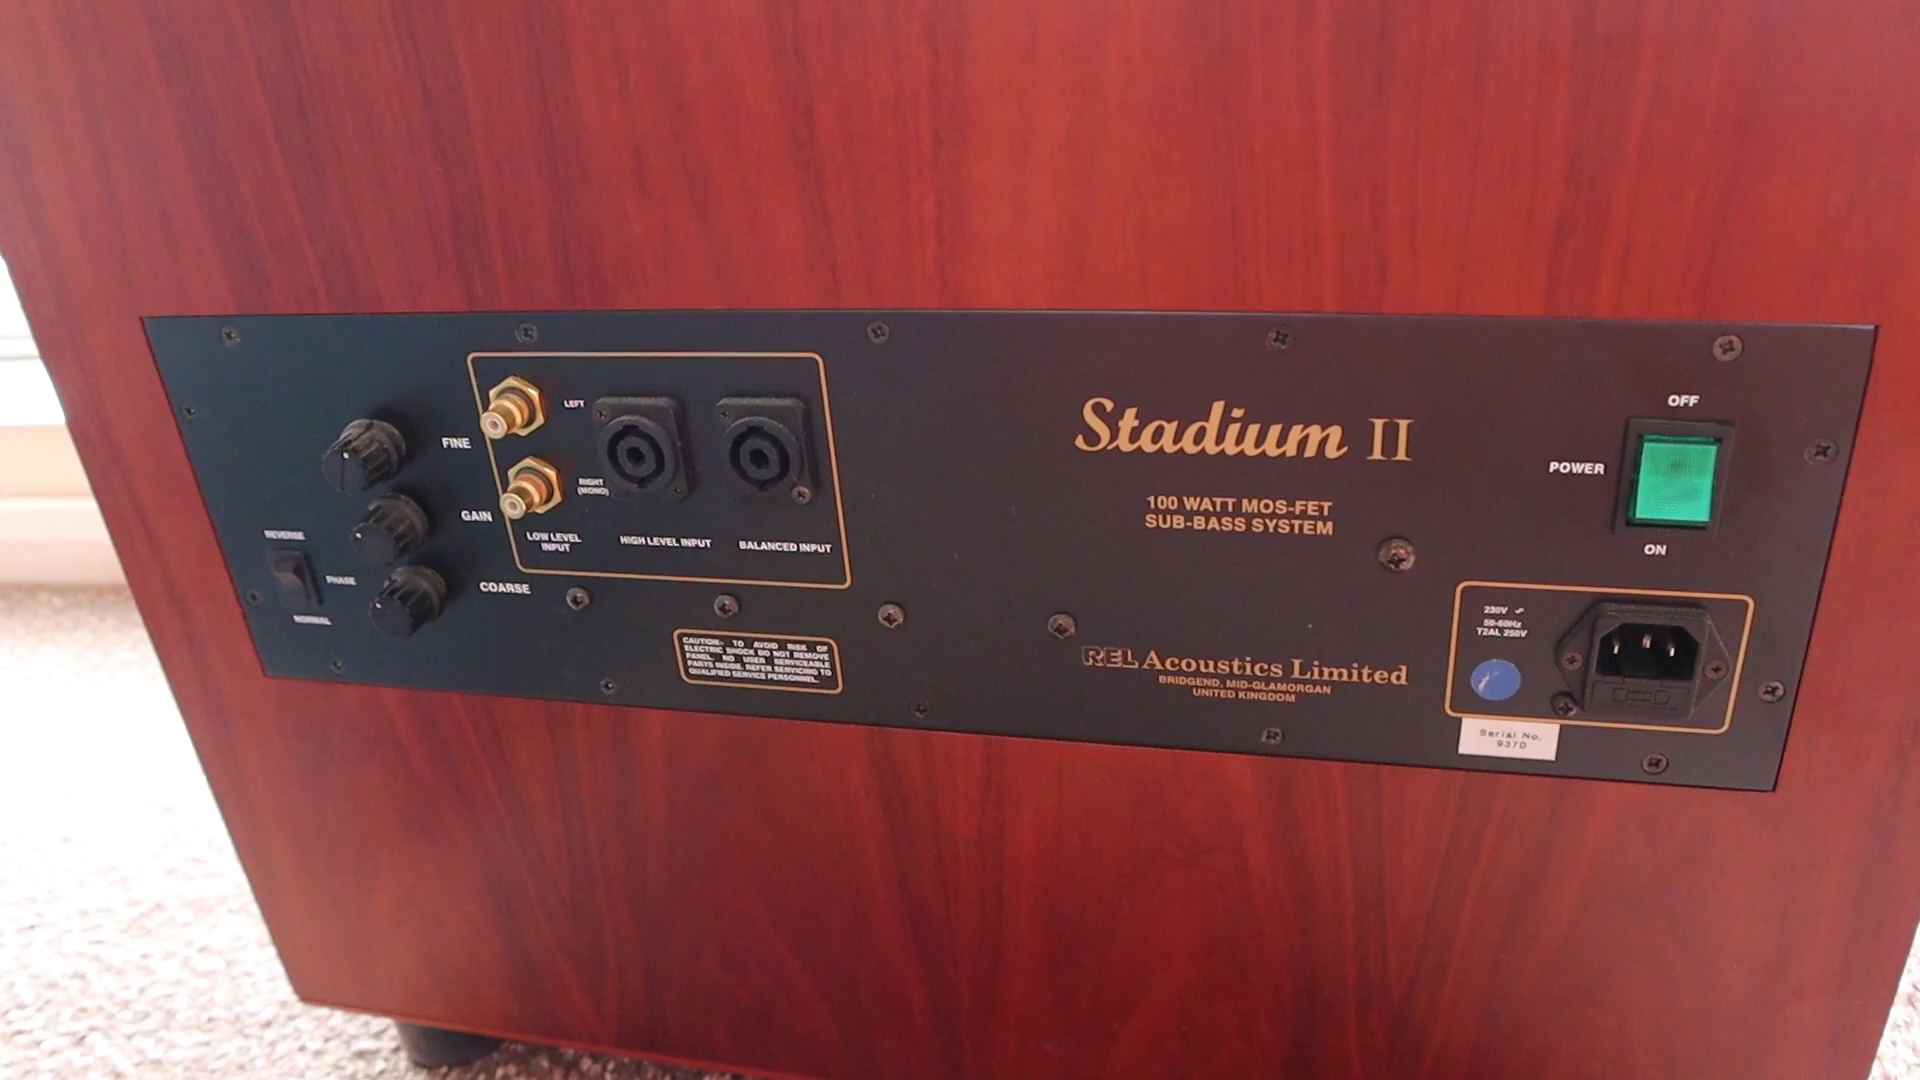 FINE
GAIN
COARSE
REVERSE
PHASE
NORMAL
LEFT
RIGHT
(MONO)
LOW LEVEL
INPUT
HIGH LEVEL INPUT
BALANCED INPUT
CAUTION:- TO AVOID RISK OF
ELECTRIC SHOCK DO NOT REMOVE
PANEL. NO USER SERVICEABLE
PARTS INSIDE. REFER SERVICING TO
QUALIFIED SERVICE PERSONNEL.
Stadium II
100 WATT MOS-FET
SUB-BASS SYSTEM
REL Acoustics Limited
BRIDGEND, MID-GLAMORGAN
UNITED KINGDOM
OFF
POWER
ON
230V
50-60Hz
T2AL 250V
Serial No.
937D